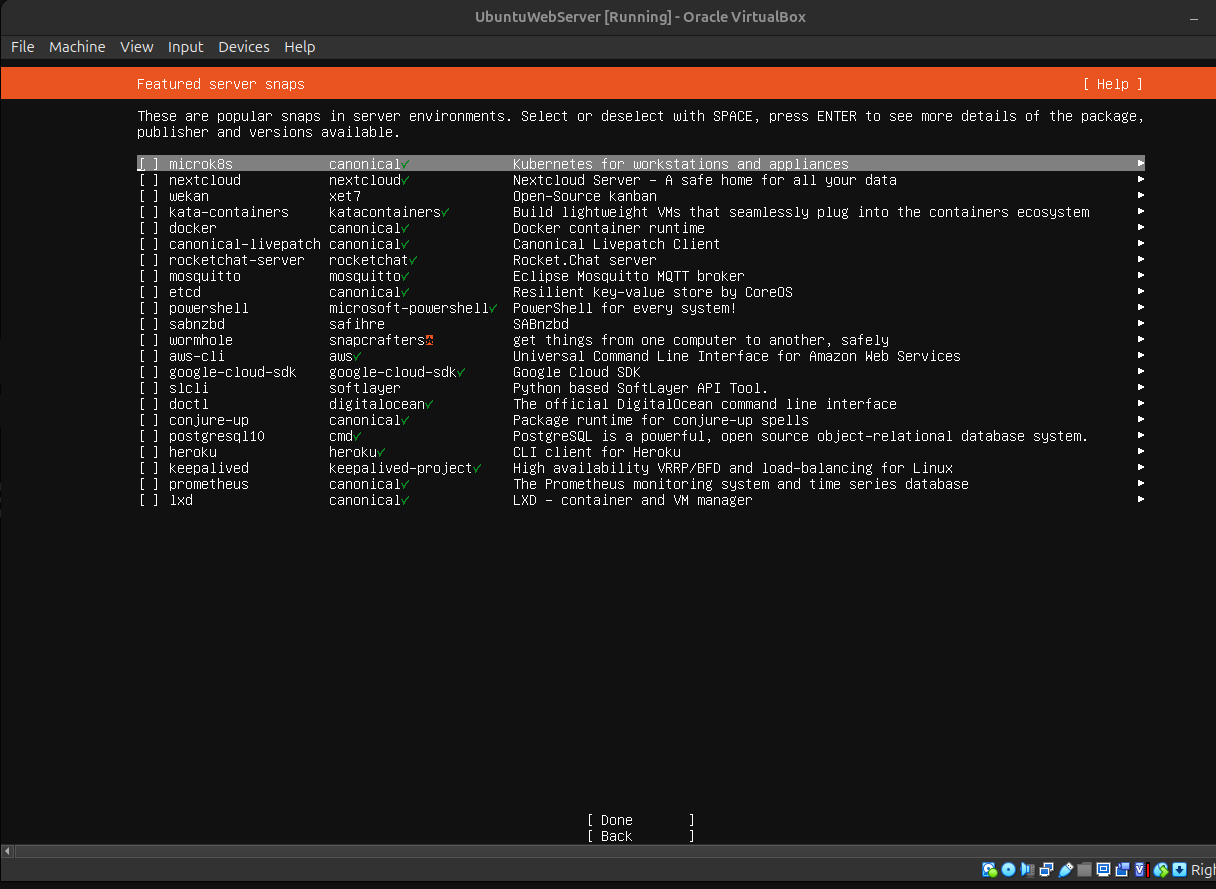 UbuntuWebServer [Running] - Oracle VirtualBox
File Machine View Input Devices Help
Featured server snaps [ Help ]
These are popular snaps in server environments. Select or deselect with SPACE, press ENTER to see more details of the package,
publisher and versions available.
[ ] microk8s canonical✓ Kubernetes for workstations and appliances ▸
[ ] nextcloud nextcloud✓ Nextcloud Server - A safe home for all your data ▸
[ ] wekan xet7 Open-Source kanban ▸
[ ] kata-containers katacontainers✓ Build lightweight VMs that seamlessly plug into the containers ecosystem ▸
[ ] docker canonical✓ Docker container runtime ▸
[ ] canonical-livepatch canonical✓ Canonical Livepatch Client ▸
[ ] rocketchat-server rocketchat✓ Rocket.Chat server ▸
[ ] mosquitto mosquitto✓ Eclipse Mosquitto MQTT broker ▸
[ ] etcd canonical✓ Resilient key-value store by CoreOS ▸
[ ] powershell microsoft-powershell✓ PowerShell for every system! ▸
[ ] sabnzbd safihre SABnzbd ▸
[ ] wormhole snapcrafters get things from one computer to another, safely ▸
[ ] aws-cli aws✓ Universal Command Line Interface for Amazon Web Services ▸
[ ] google-cloud-sdk google-cloud-sdk✓ Google Cloud SDK ▸
[ ] slcli softlayer Python based SoftLayer API Tool. ▸
[ ] doctl digitalocean✓ The official DigitalOcean command line interface ▸
[ ] conjure-up canonical✓ Package runtime for conjure-up spells ▸
[ ] postgresql10 cmd✓ PostgreSQL is a powerful, open source object-relational database system. ▸
[ ] heroku heroku✓ CLI client for Heroku ▸
[ ] keepalived keepalived-project✓ High availability VRRP/BFD and load-balancing for Linux ▸
[ ] prometheus canonical✓ The Prometheus monitoring system and time series database ▸
[ ] lxd canonical✓ LXD - container and VM manager ▸
[ Done ]
[ Back ]